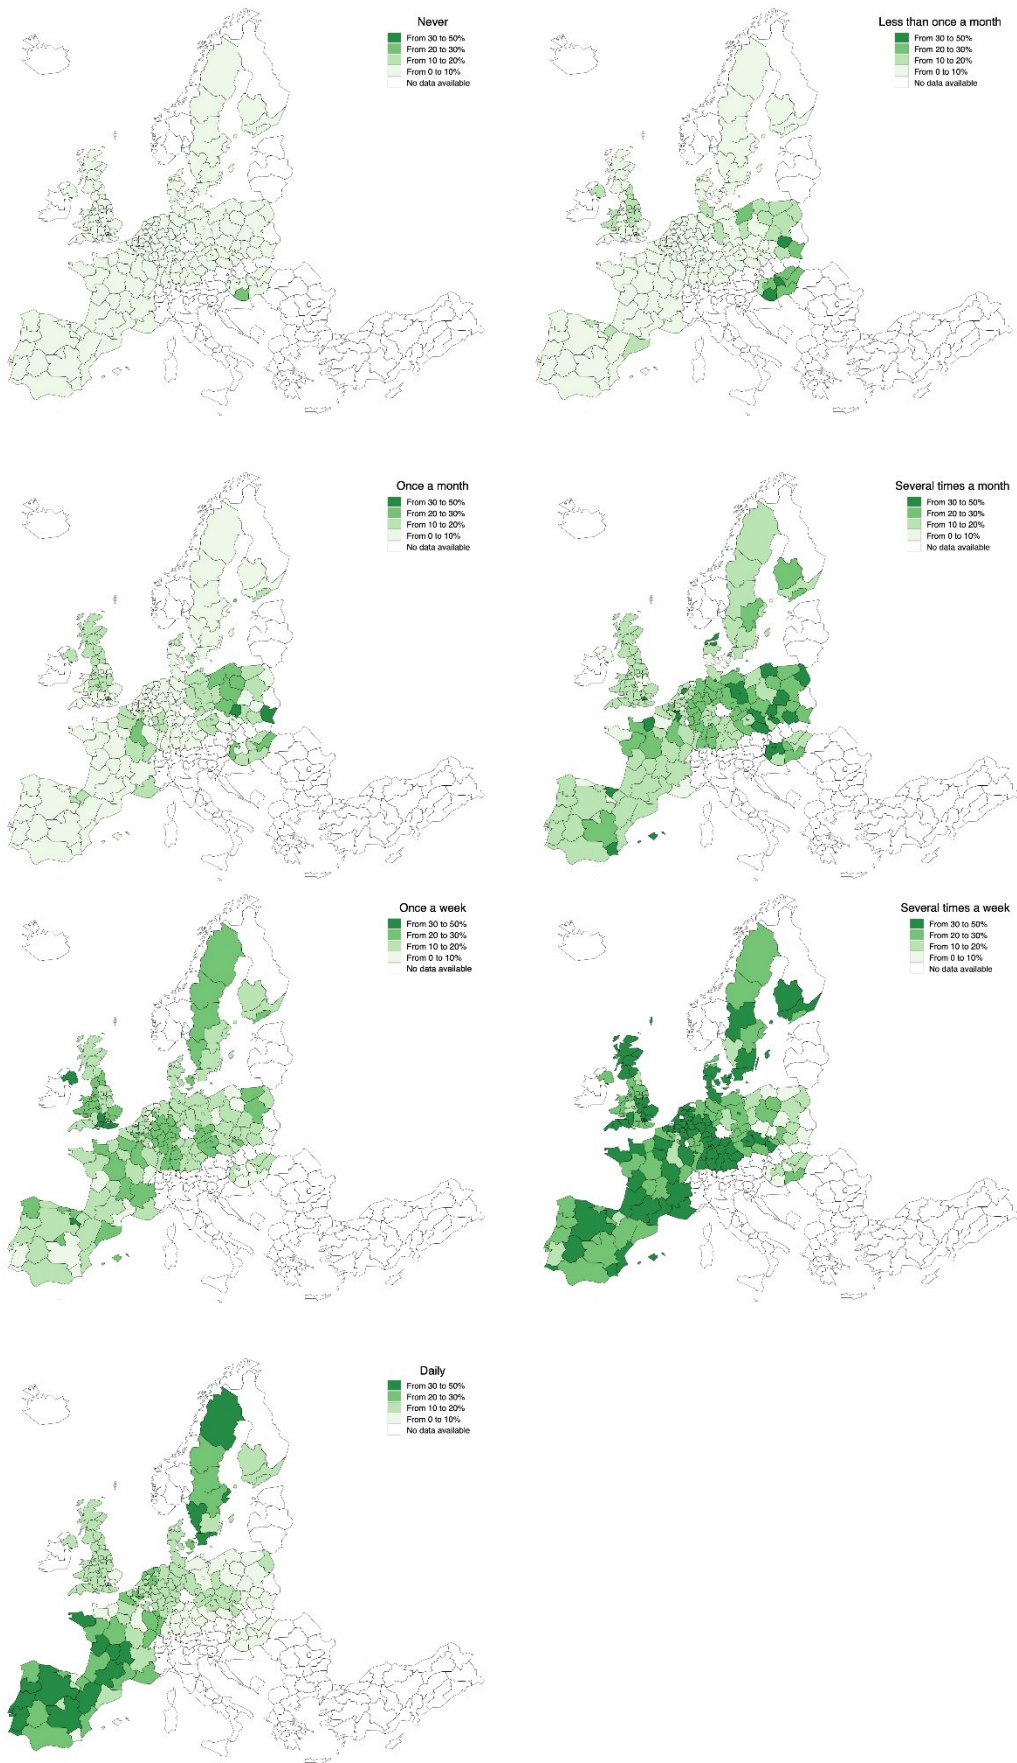 Never
From 30 to 50%
From 20 to 30%
From 10 to 20%
From 0 to 10%
No data available
Less than once a month
From 30 to 50%
From 20 to 30%
From 10 to 20%
From 0 to 10%
No data available
Once a month
From 30 to 50%
From 20 to 30%
From 10 to 20%
From 0 to 10%
No data available
Several times a month
From 30 to 50%
From 20 to 30%
From 10 to 20%
From 0 to 10%
No data available
Once a week
From 30 to 50%
From 20 to 30%
From 10 to 20%
From 0 to 10%
No data available
Several times a week
From 30 to 50%
From 20 to 30%
From 10 to 20%
From 0 to 10%
No data available
Daily
From 30 to 50%
From 20 to 30%
From 10 to 20%
From 0 to 10%
No data available